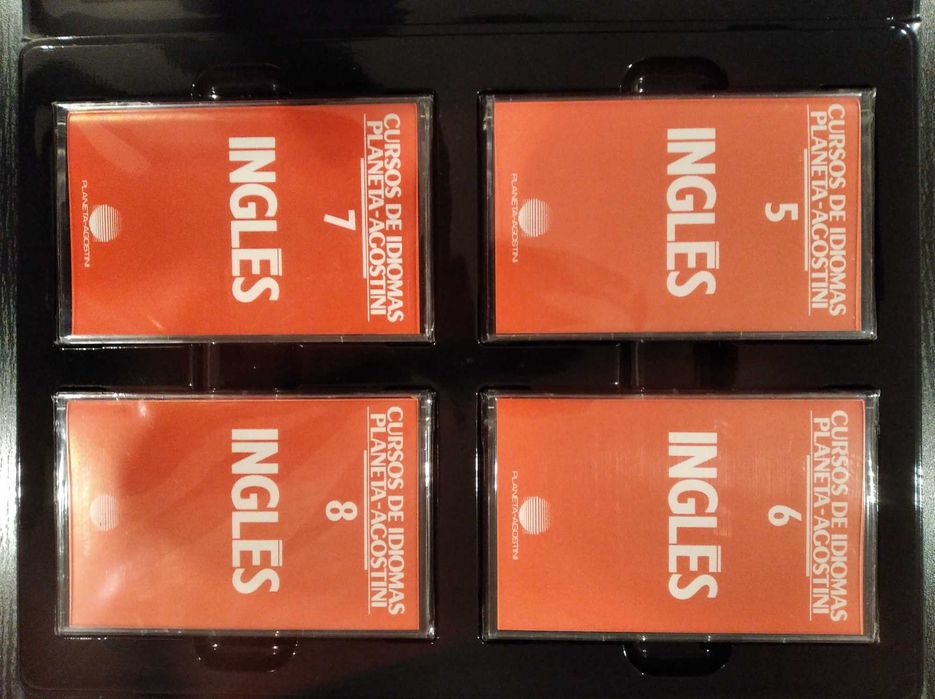 CURSOS DE IDIOMAS
PLANETA-AGOSTINI
5
INGLÉS
PLANETA-AGOSTINI
CURSOS DE IDIOMAS
PLANETA-AGOSTINI
6
INGLÉS
PLANETA-AGOSTINI
CURSOS DE IDIOMAS
PLANETA-AGOSTINI
7
INGLÉS
PLANETA-AGOSTINI
CURSOS DE IDIOMAS
PLANETA-AGOSTINI
8
INGLÉS